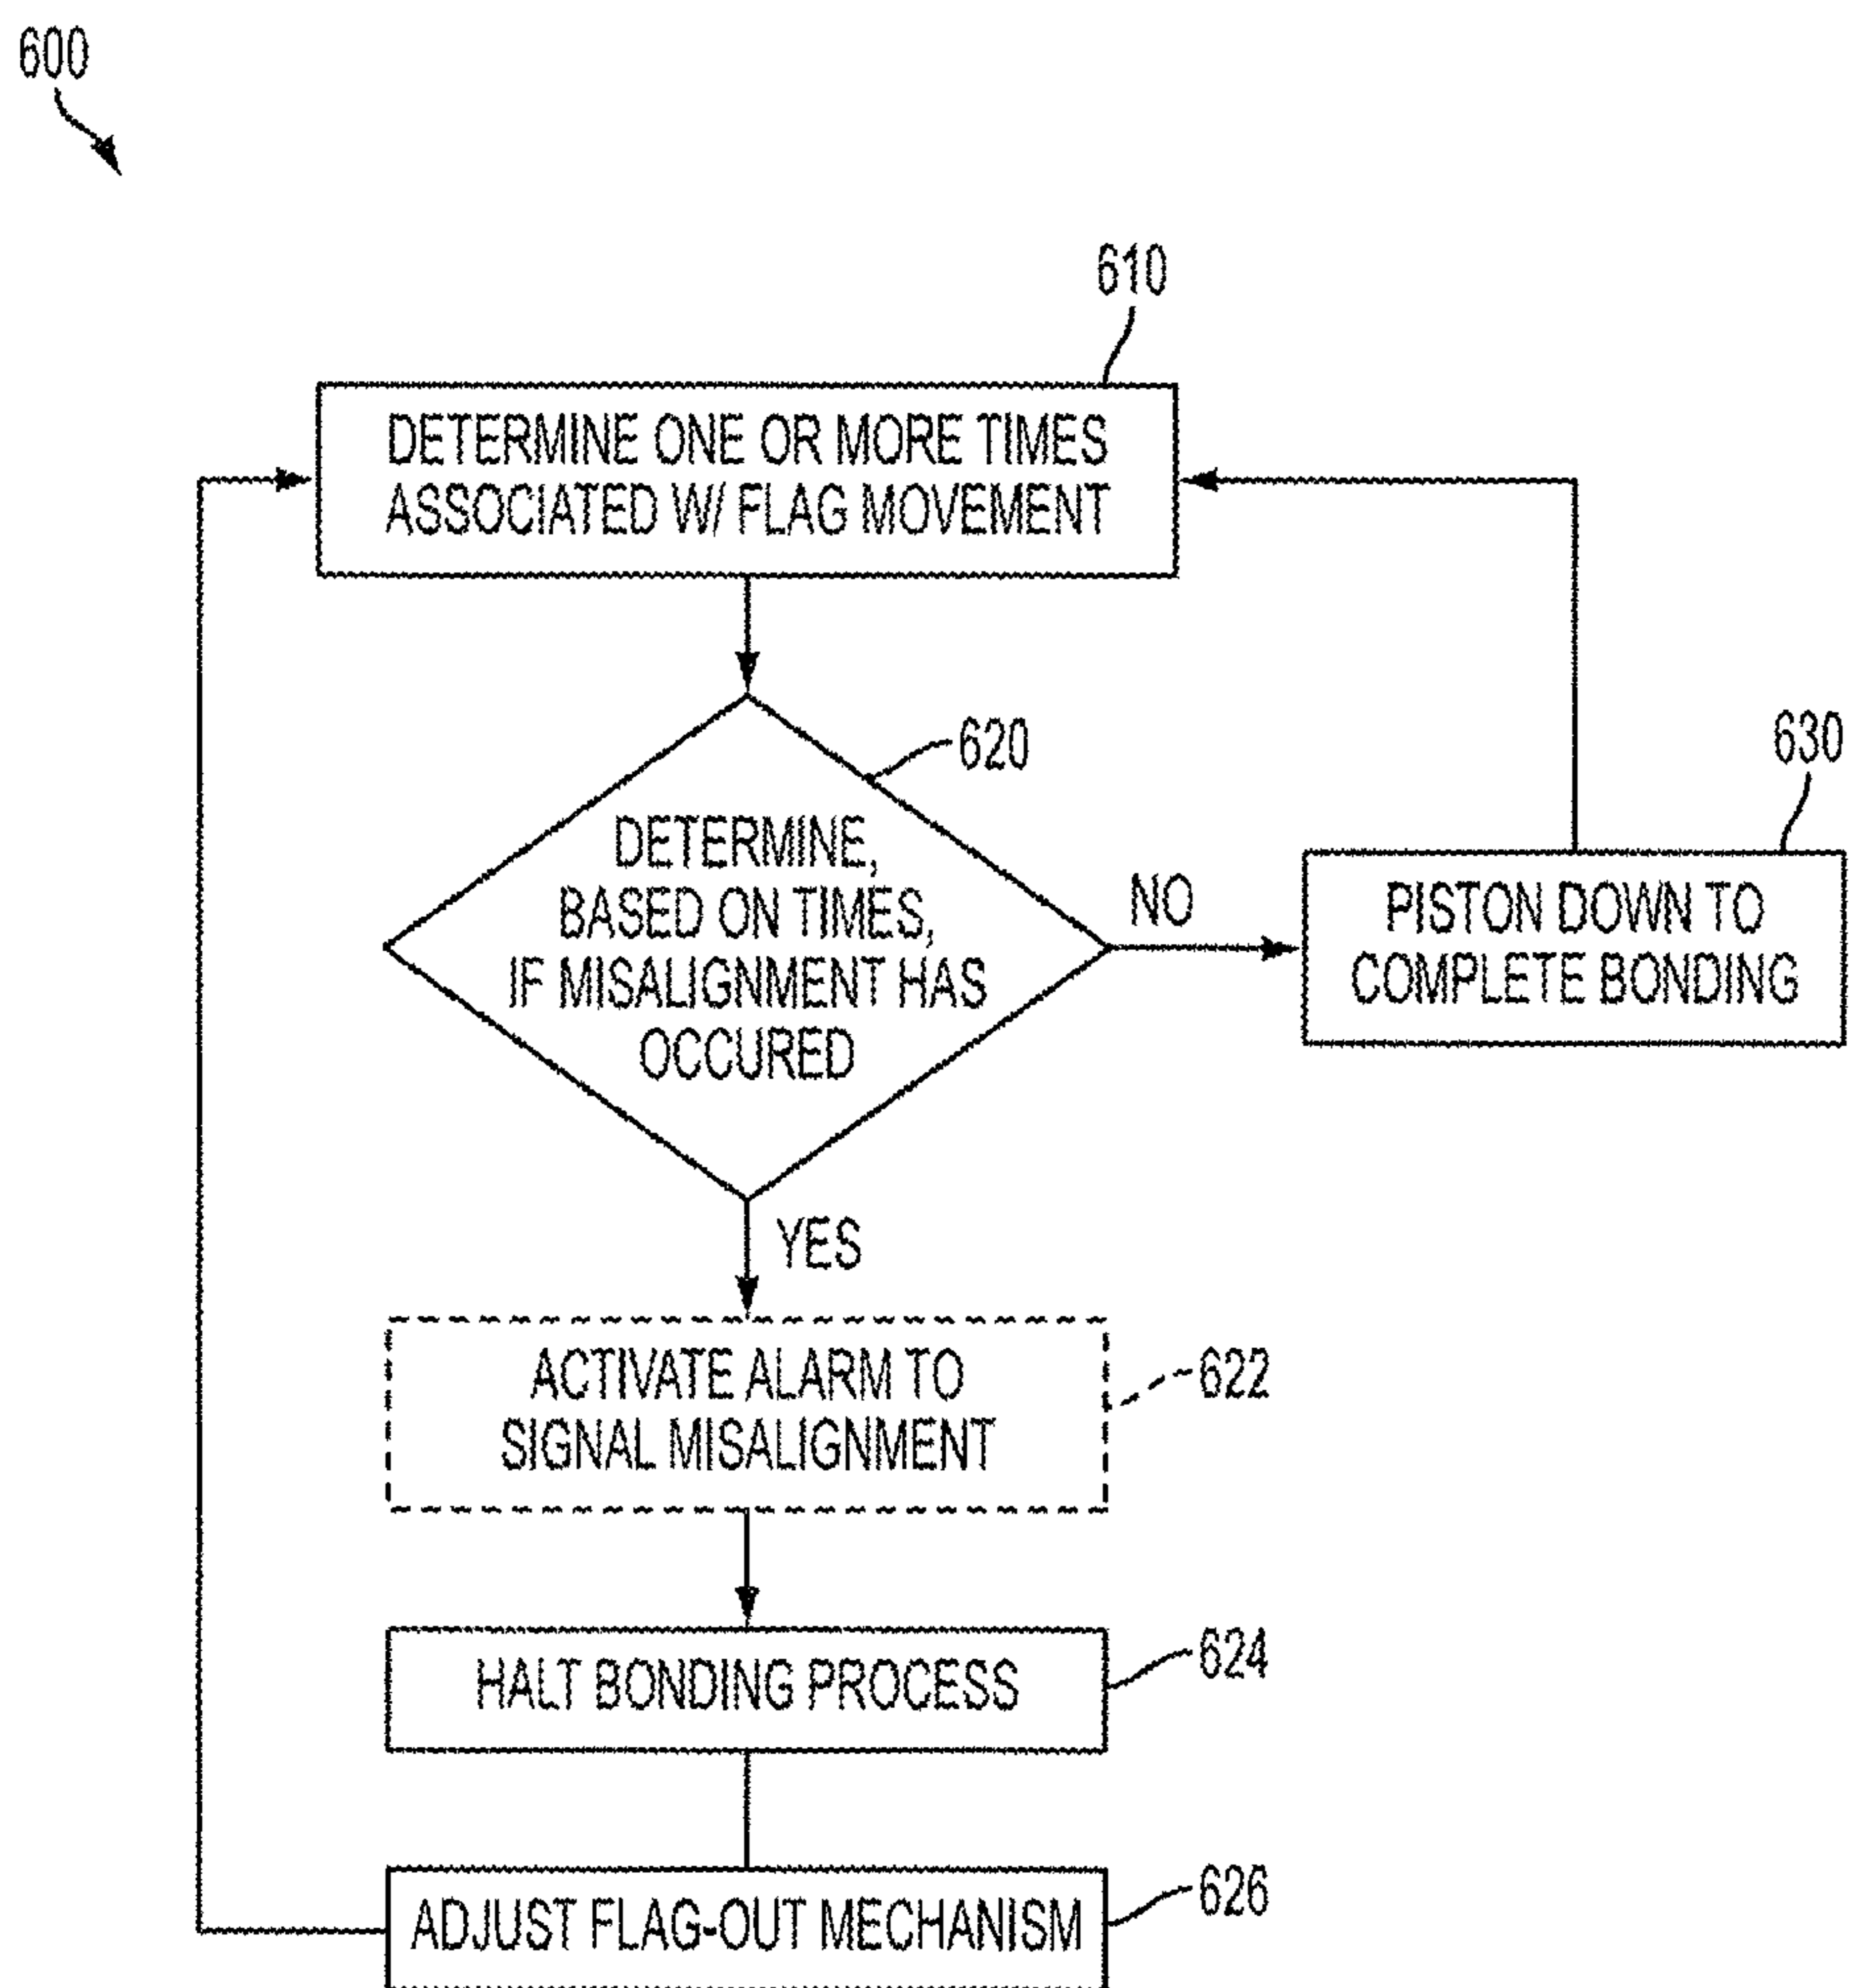 600
610
DETERMINE ONE OR MORE TIMES
ASSOCIATED W/ FLAG MOVEMENT
620
DETERMINE,
BASED ON TIMES,
IF MISALIGNMENT HAS
OCCURED
NO
630
PISTON DOWN TO
COMPLETE BONDING
YES
ACTIVATE ALARM TO
SIGNAL MISALIGNMENT
622
HALT BONDING PROCESS
624
ADJUST FLAG-OUT MECHANISM
626